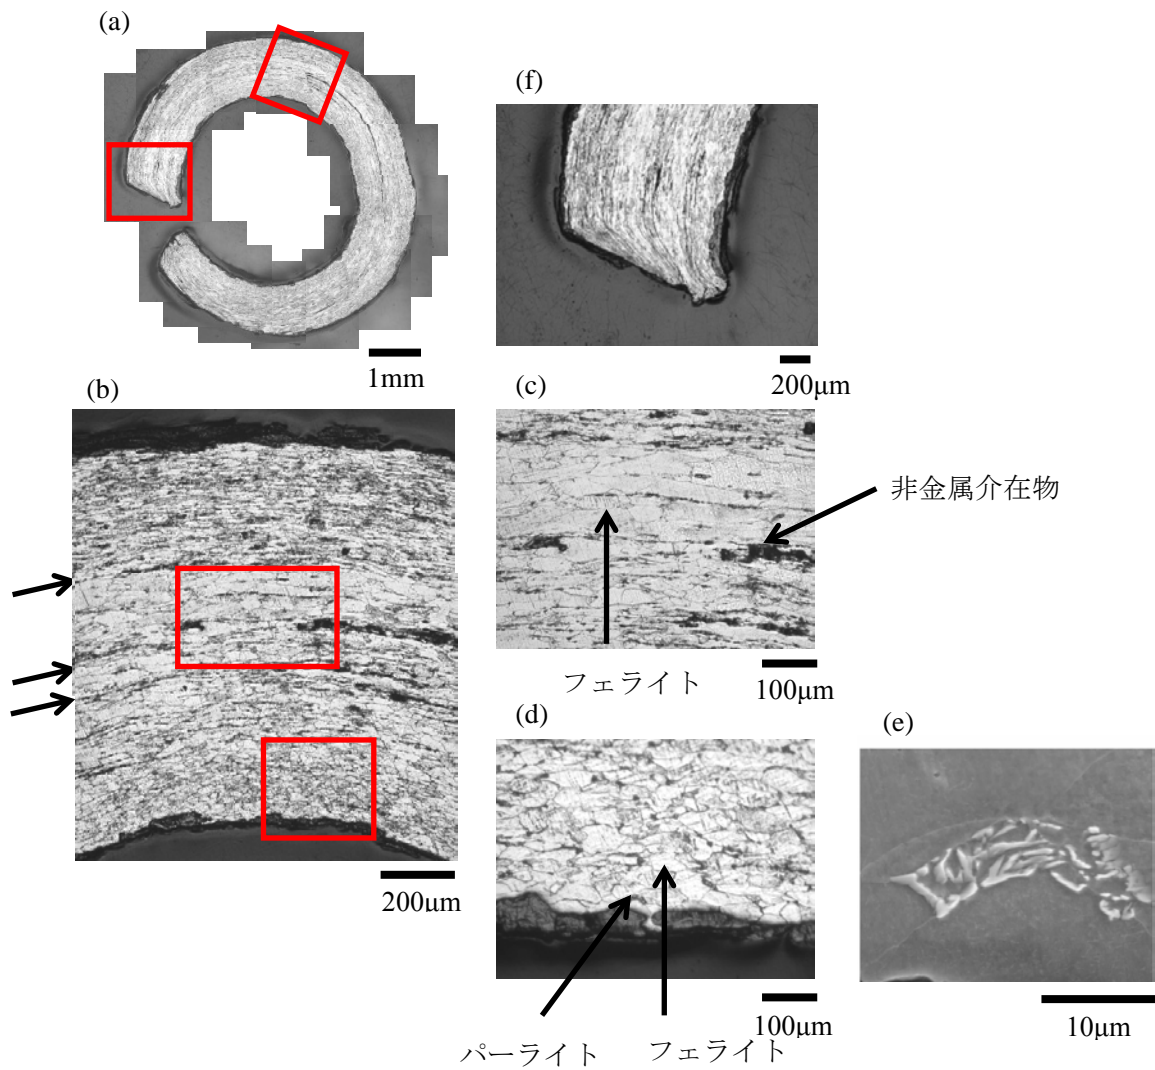 (a)
1mm
(f)
200μm
(b)
200μm
(c)
非金属介在物
フェライト
100μm
(d)
パーライト
フェライト
100μm
(e)
10μm